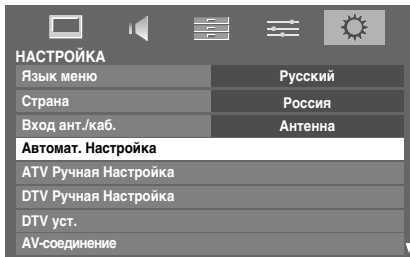 НАСТРОЙКА
Язык меню Русский
Страна Россия
Вход ант./каб. Антенна
Автомат. Настройка
ATV Ручная Настройка
DTV Ручная Настройка
DTV уст.
AV-соединение